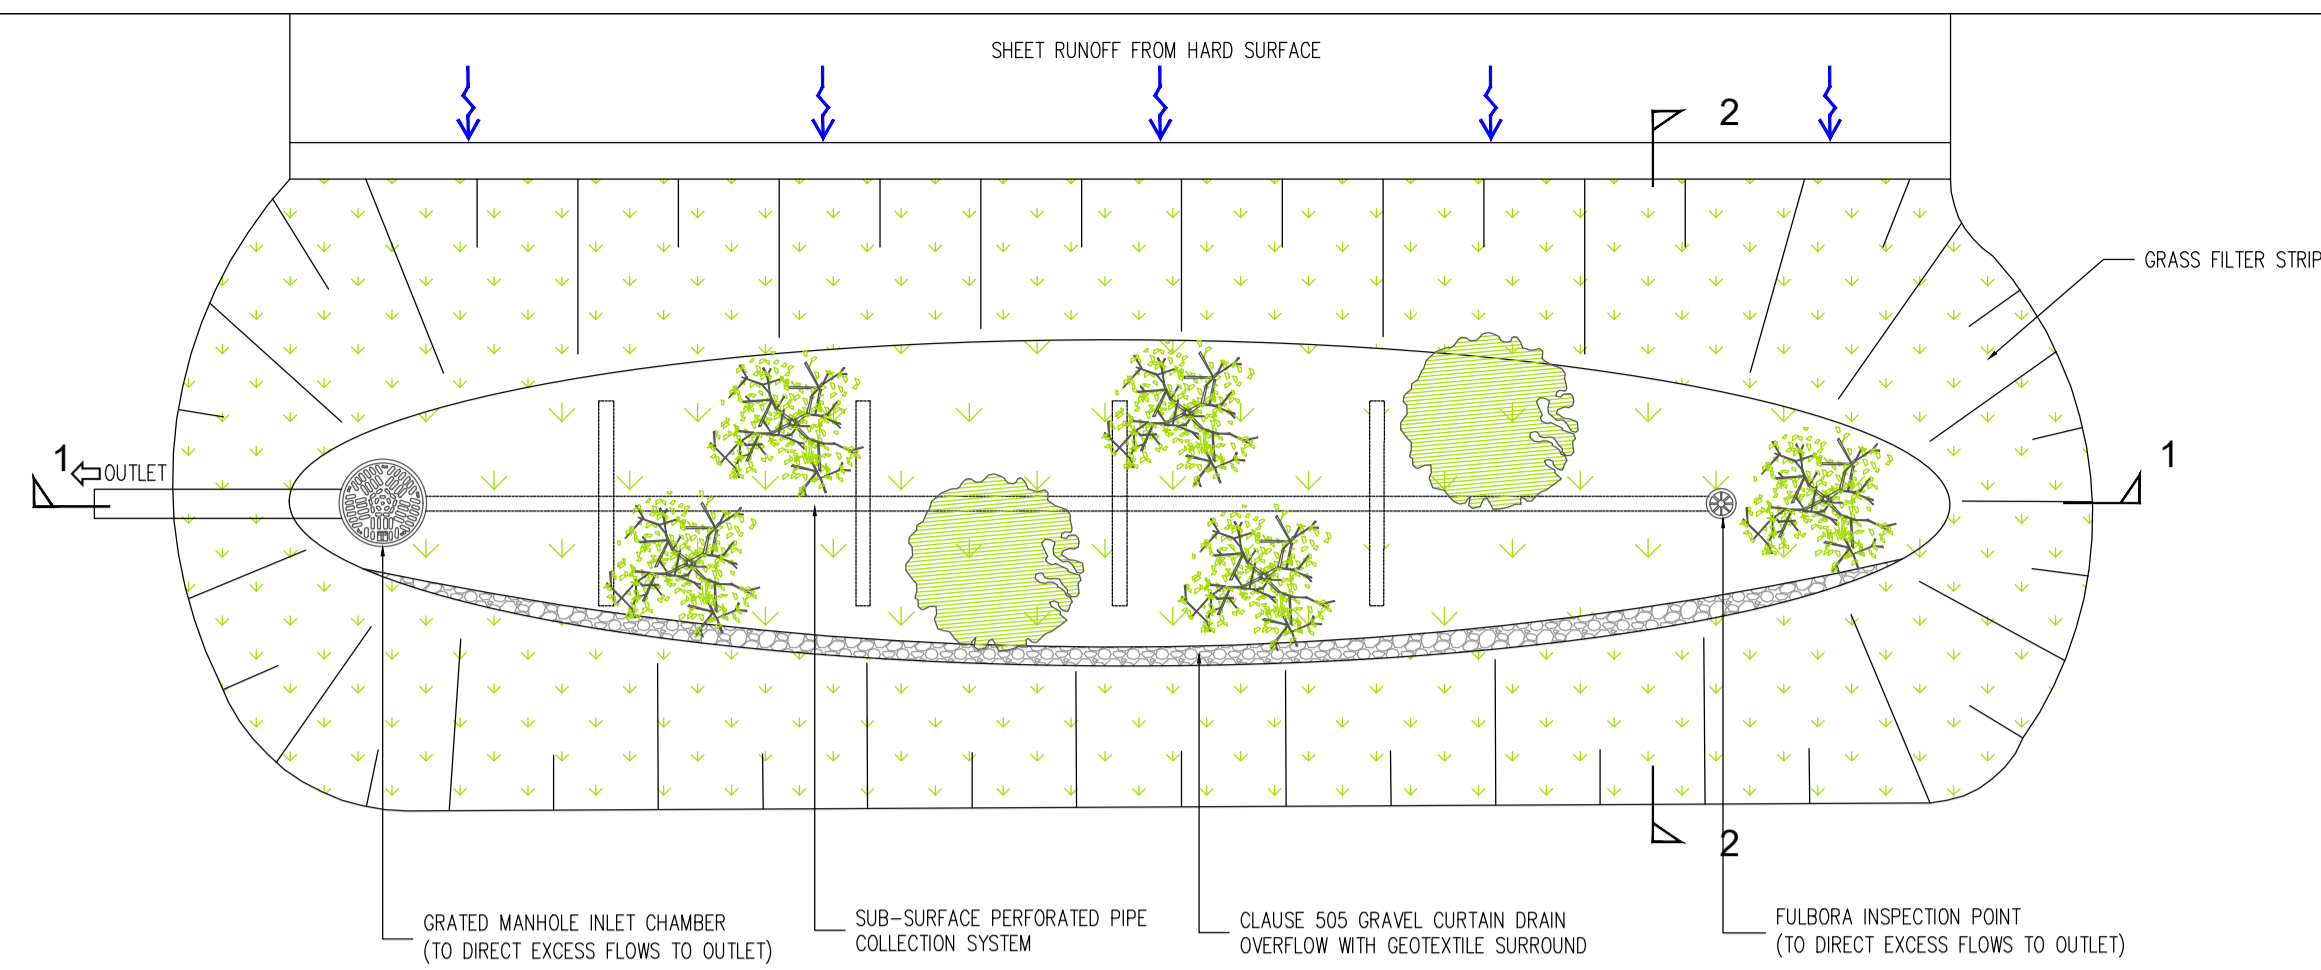 SHEET RUNOFF FROM HARD SURFACE
2
GRASS FILTER STRIP
1
OUTLET
1
2
GRATED MANHOLE INLET CHAMBER
(TO DIRECT EXCESS FLOWS TO OUTLET)
SUB-SURFACE PERFORATED PIPE
COLLECTION SYSTEM
CLAUSE 505 GRAVEL CURTAIN DRAIN
OVERFLOW WITH GEOTEXTILE SURROUND
FULBORA INSPECTION POINT
(TO DIRECT EXCESS FLOWS TO OUTLET)